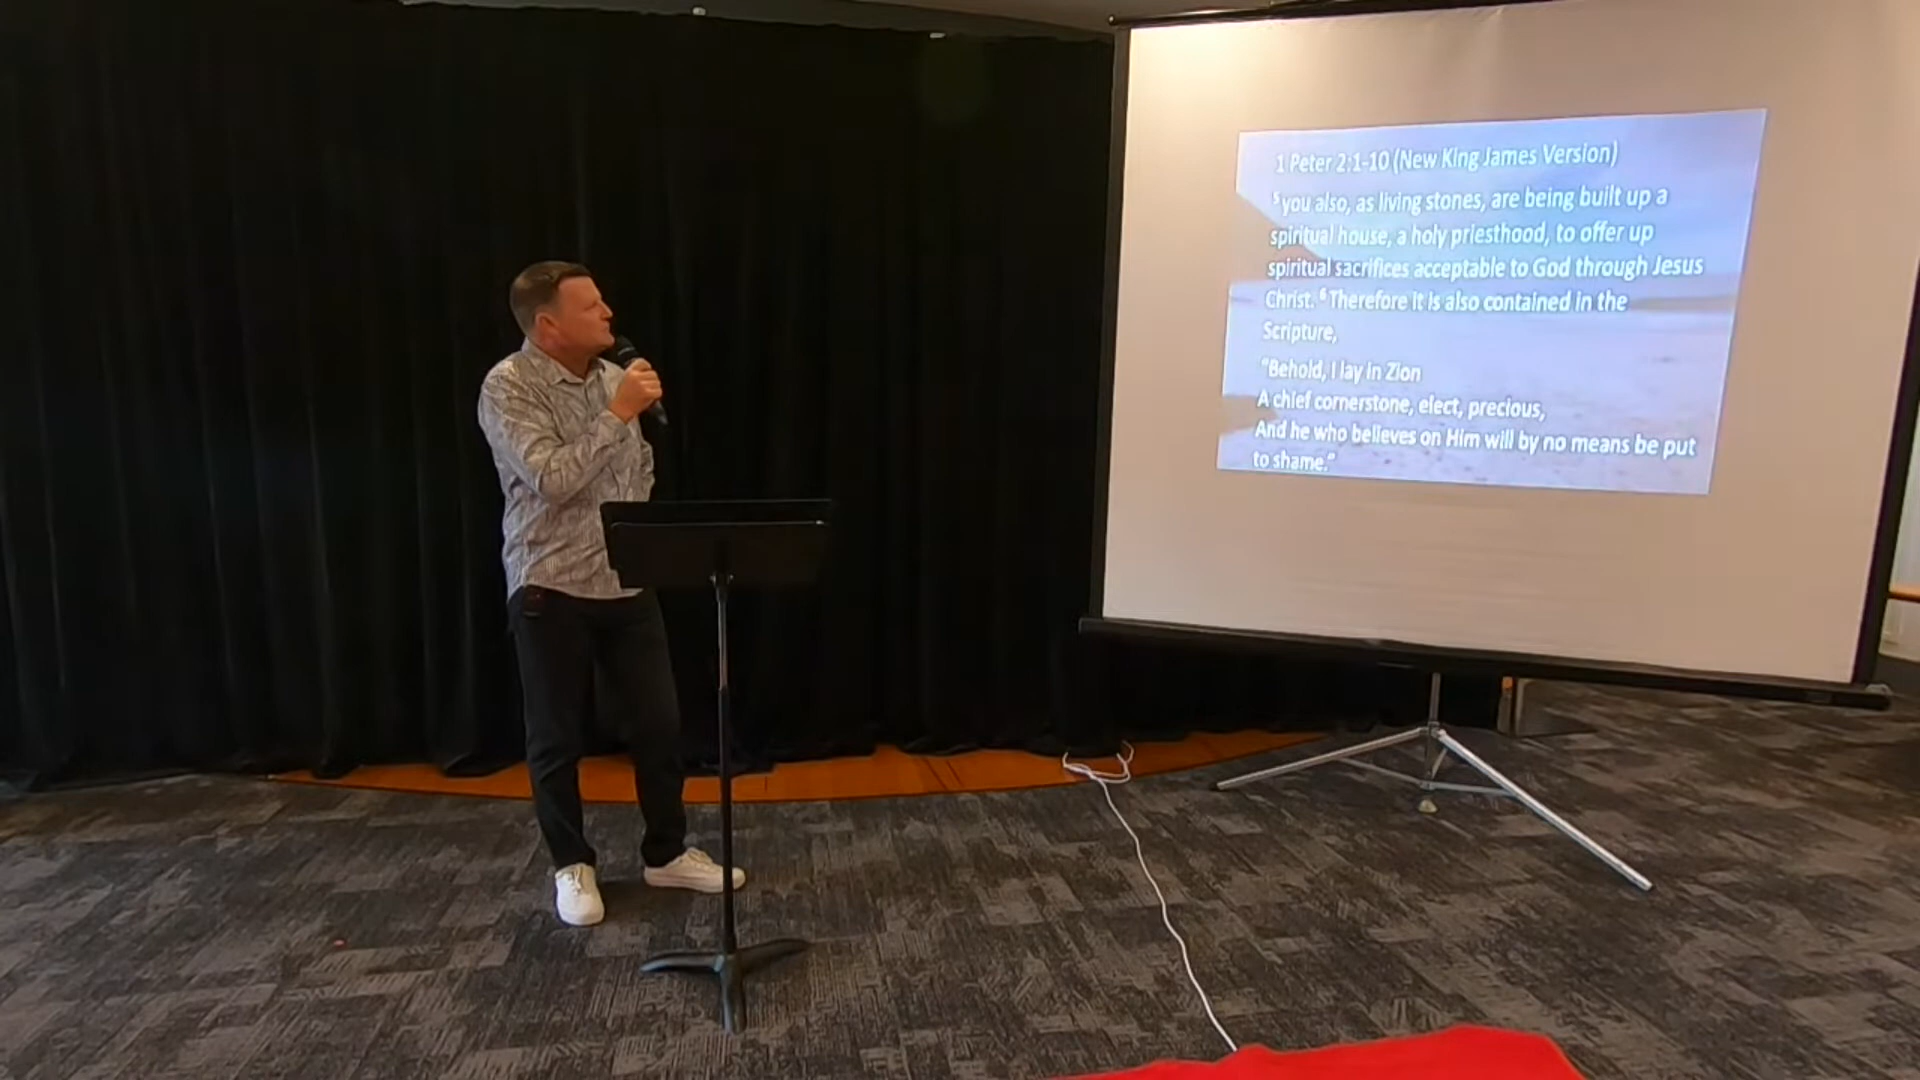 1 Peter 2:1-10 (New King James Version)
⁵ you also, as living stones, are being built up a
spiritual house, a holy priesthood, to offer up
spiritual sacrifices acceptable to God through Jesus
Christ. ⁶ Therefore it is also contained in the
Scripture,
“Behold, I lay in Zion
A chief cornerstone, elect, precious,
And he who believes on Him will by no means be put
to shame.”